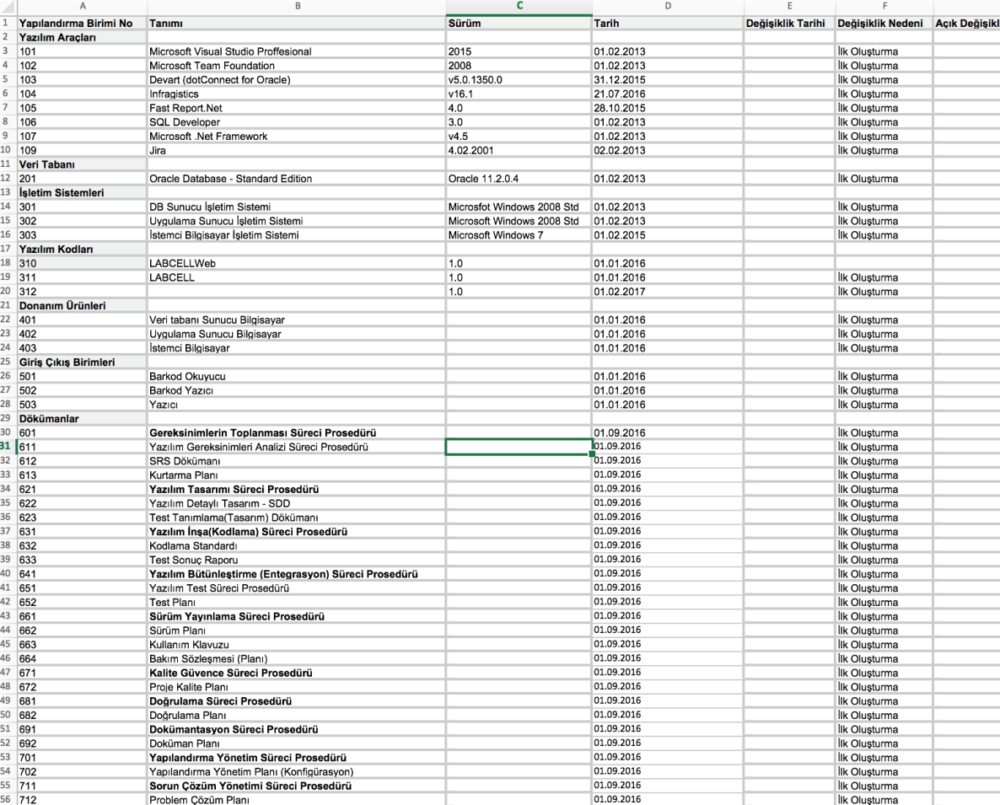 A B C D E F
1 Yapılandırma Birimi No Tanımı Sürüm Tarih Değişiklik Tarihi Değişiklik Nedeni Açık Değişikl
2 Yazılım Araçları
3 101 Microsoft Visual Studio Proffesional 2015 01.02.2013 İlk Oluşturma
4 102 Microsoft Team Foundation 2008 01.02.2013 İlk Oluşturma
5 103 Devart (dotConnect for Oracle) v5.0.1350.0 31.12.2015 İlk Oluşturma
6 104 Infragistics v16.1 21.07.2016 İlk Oluşturma
7 105 Fast Report.Net 4.0 28.10.2015 İlk Oluşturma
8 106 SQL Developer 3.0 01.02.2013 İlk Oluşturma
9 107 Microsoft .Net Framework v4.5 01.02.2013 İlk Oluşturma
10 109 Jira 4.02.2001 02.02.2013 İlk Oluşturma
11 Veri Tabanı
12 201 Oracle Database - Standard Edition Oracle 11.2.0.4 01.02.2013 İlk Oluşturma
13 İşletim Sistemleri
14 301 DB Sunucu İşletim Sistemi Microsfot Windows 2008 Std 01.02.2013 İlk Oluşturma
15 302 Uygulama Sunucu İşletim Sistemi Microsoft Windows 2008 Std 01.02.2013 İlk Oluşturma
16 303 İstemci Bilgisayar İşletim Sistemi Microsoft Windows 7 01.02.2015 İlk Oluşturma
17 Yazılım Kodları
18 310 LABCELLWeb 1.0 01.01.2016
19 311 LABCELL 1.0 01.01.2016 İlk Oluşturma
20 312 1.0 01.02.2017 İlk Oluşturma
21 Donanım Ürünleri
22 401 Veri tabanı Sunucu Bilgisayar 01.01.2016 İlk Oluşturma
23 402 Uygulama Sunucu Bilgisayar 01.01.2016 İlk Oluşturma
24 403 İstemci Bilgisayar 01.01.2016 İlk Oluşturma
25 Giriş Çıkış Birimleri
26 501 Barkod Okuyucu 01.01.2016 İlk Oluşturma
27 502 Barkod Yazıcı 01.01.2016 İlk Oluşturma
28 503 Yazıcı 01.01.2016 İlk Oluşturma
29 Dökümanlar
30 601 Gereksinimlerin Toplanması Süreci Prosedürü 01.09.2016 İlk Oluşturma
31 611 Yazılım Gereksinimleri Analizi Süreci Prosedürü 01.09.2016 İlk Oluşturma
32 612 SRS Dökümanı 01.09.2016 İlk Oluşturma
33 613 Kurtarma Planı 01.09.2016 İlk Oluşturma
34 621 Yazılım Tasarımı Süreci Prosedürü 01.09.2016 İlk Oluşturma
35 622 Yazılım Detaylı Tasarım - SDD 01.09.2016 İlk Oluşturma
36 623 Test Tanımlama(Tasarım) Dökümanı 01.09.2016 İlk Oluşturma
37 631 Yazılım İnşa(Kodlama) Süreci Prosedürü 01.09.2016 İlk Oluşturma
38 632 Kodlama Standardı 01.09.2016 İlk Oluşturma
39 633 Test Sonuç Raporu 01.09.2016 İlk Oluşturma
40 641 Yazılım Bütünleştirme (Entegrasyon) Süreci Prosedürü 01.09.2016 İlk Oluşturma
41 651 Yazılım Test Süreci Prosedürü 01.09.2016 İlk Oluşturma
42 652 Test Planı 01.09.2016 İlk Oluşturma
43 661 Sürüm Yayınlama Süreci Prosedürü 01.09.2016 İlk Oluşturma
44 662 Sürüm Planı 01.09.2016 İlk Oluşturma
45 663 Kullanım Klavuzu 01.09.2016 İlk Oluşturma
46 664 Bakım Sözleşmesi (Planı) 01.09.2016 İlk Oluşturma
47 671 Kalite Güvence Süreci Prosedürü 01.09.2016 İlk Oluşturma
48 672 Proje Kalite Planı 01.09.2016 İlk Oluşturma
49 681 Doğrulama Süreci Prosedürü 01.09.2016 İlk Oluşturma
50 682 Doğrulama Planı 01.09.2016 İlk Oluşturma
51 691 Dokümantasyon Süreci Prosedürü 01.09.2016 İlk Oluşturma
52 692 Doküman Planı 01.09.2016 İlk Oluşturma
53 701 Yapılandırma Yönetim Süreci Prosedürü 01.09.2016 İlk Oluşturma
54 702 Yapılandırma Yönetim Planı (Konfigürasyon) 01.09.2016 İlk Oluşturma
55 711 Sorun Çözüm Yönetimi Süreci Prosedürü 01.09.2016 İlk Oluşturma
56 712 Problem Çözüm Planı 01.09.2016 İlk Oluşturma